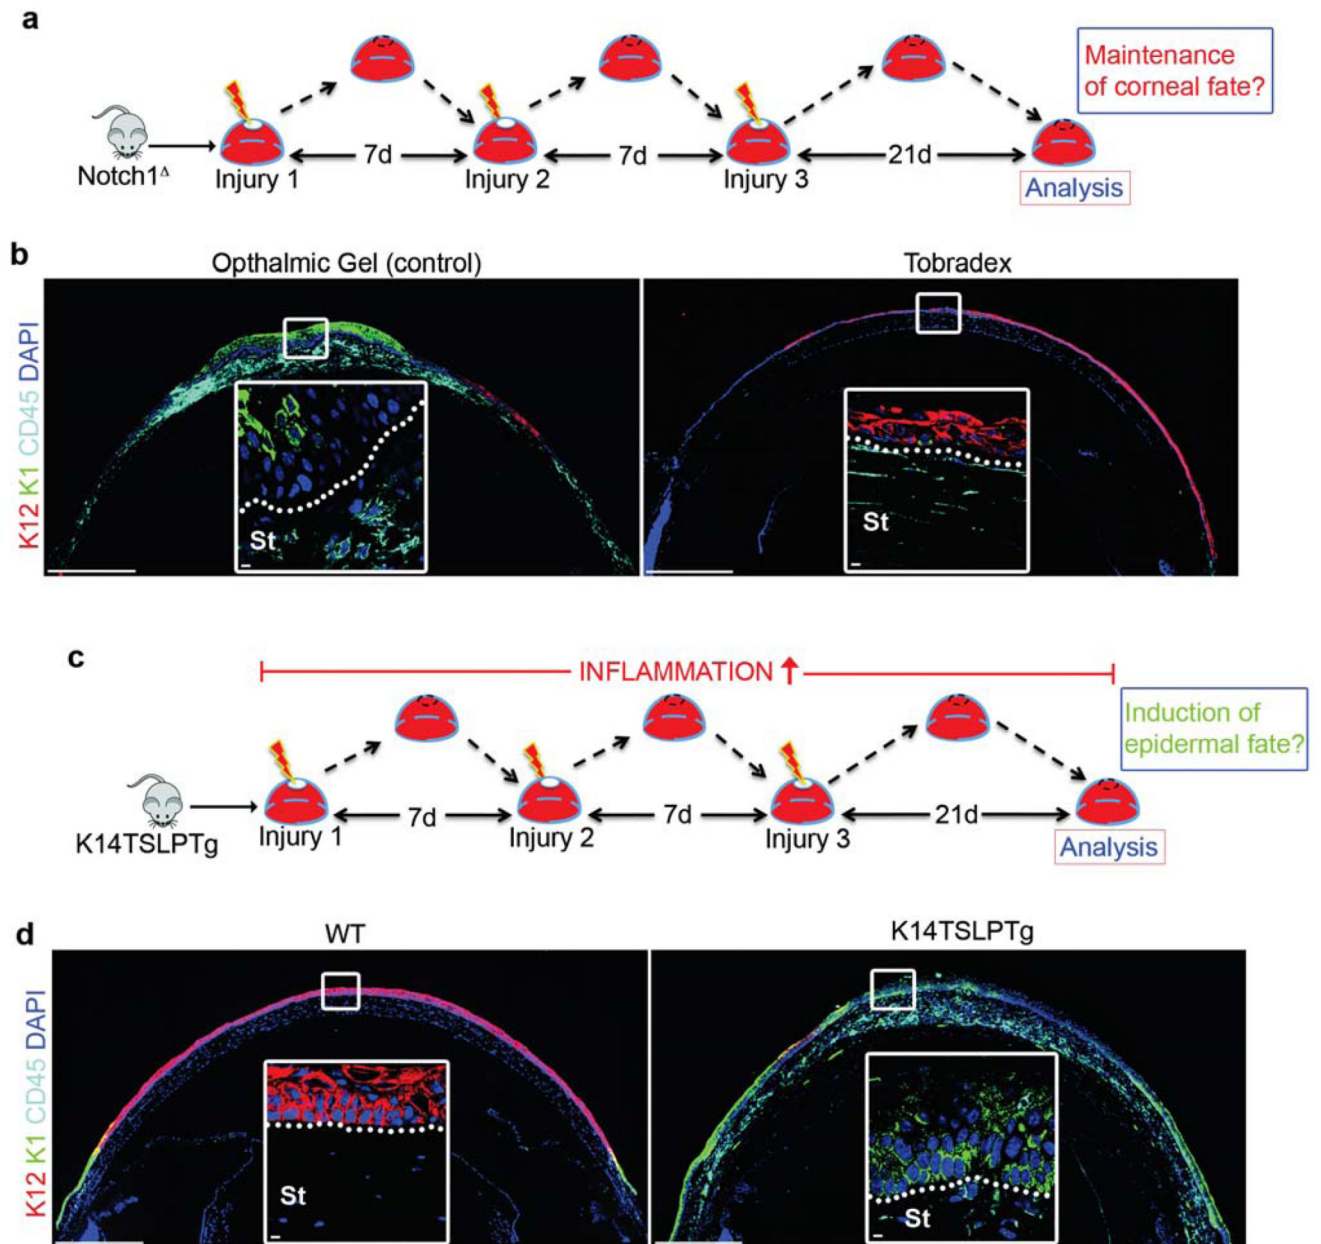 a
Maintenance
of corneal fate?
Notch1Δ
Injury 1
7d
Injury 2
7d
Injury 3
21d
Analysis
b
Opthalmic Gel (control)
Tobradex
K12 K1 CD45 DAPI
St
St
c
INFLAMMATION
Induction of
epidermal fate?
K14TSLPTg
Injury 1
7d
Injury 2
7d
Injury 3
21d
Analysis
d
WT
K14TSLPTg
K12 K1 CD45 DAPI
St
St